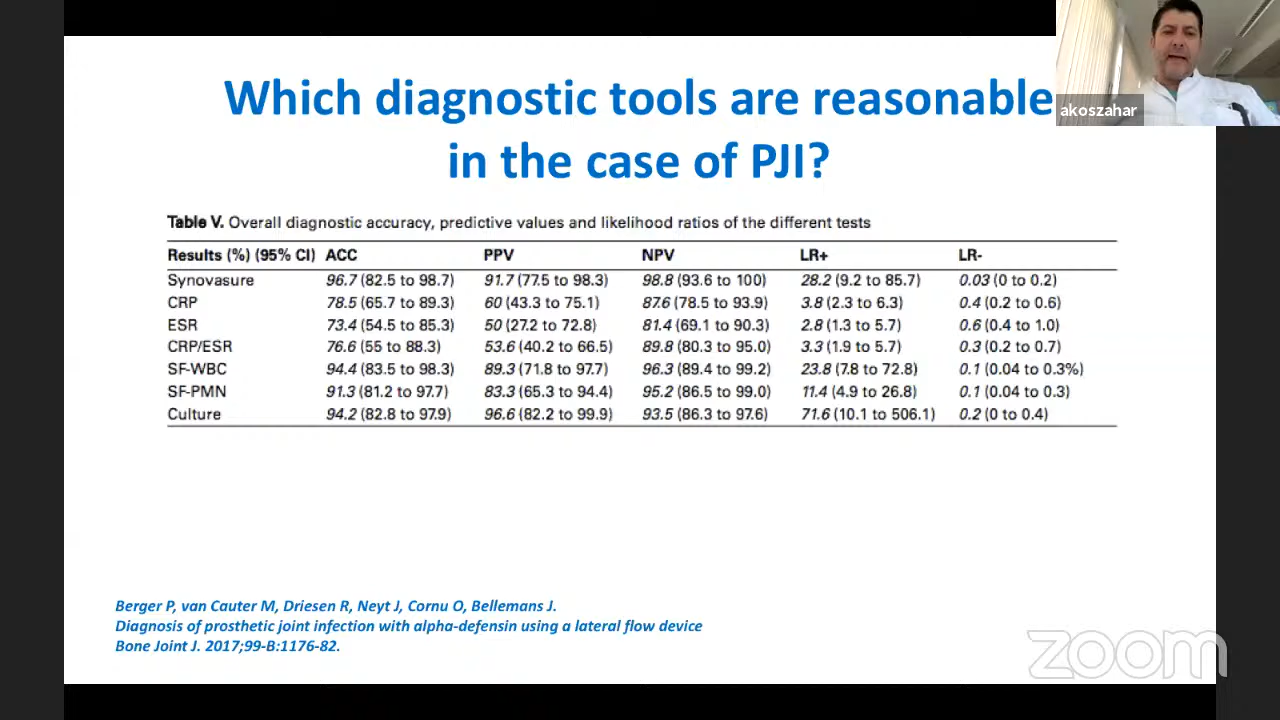 Which diagnostic tools are reasonable
in the case of PJI?
akoszahar
Table V. Overall diagnostic accuracy, predictive values and likelihood ratios of the different tests
Results (%) (95% CI) ACC PPV NPV LR+ LR-
Synovasure 96.7 (82.5 to 98.7) 91.7 (77.5 to 98.3) 98.8 (93.6 to 100) 28.2 (9.2 to 85.7) 0.03 (0 to 0.2)
CRP 78.5 (65.7 to 89.3) 60 (43.3 to 75.1) 87.6 (78.5 to 93.9) 3.8 (2.3 to 6.3) 0.4 (0.2 to 0.6)
ESR 73.4 (54.5 to 85.3) 50 (27.2 to 72.8) 81.4 (69.1 to 90.3) 2.8 (1.3 to 5.7) 0.6 (0.4 to 1.0)
CRP/ESR 76.6 (55 to 88.3) 53.6 (40.2 to 66.5) 89.8 (80.3 to 95.0) 3.3 (1.9 to 5.7) 0.3 (0.2 to 0.7)
SF-WBC 94.4 (83.5 to 98.3) 89.3 (71.8 to 97.7) 96.3 (89.4 to 99.2) 23.8 (7.8 to 72.8) 0.1 (0.04 to 0.3%)
SF-PMN 91.3 (81.2 to 97.7) 83.3 (65.3 to 94.4) 95.2 (86.5 to 99.0) 11.4 (4.9 to 26.8) 0.1 (0.04 to 0.3)
Culture 94.2 (82.8 to 97.9) 96.6 (82.2 to 99.9) 93.5 (86.3 to 97.6) 71.6 (10.1 to 506.1) 0.2 (0 to 0.4)
Berger P, van Cauter M, Driesen R, Neyt J, Cornu O, Bellemans J.
Diagnosis of prosthetic joint infection with alpha-defensin using a lateral flow device
Bone Joint J. 2017;99-B:1176-82.
zoom